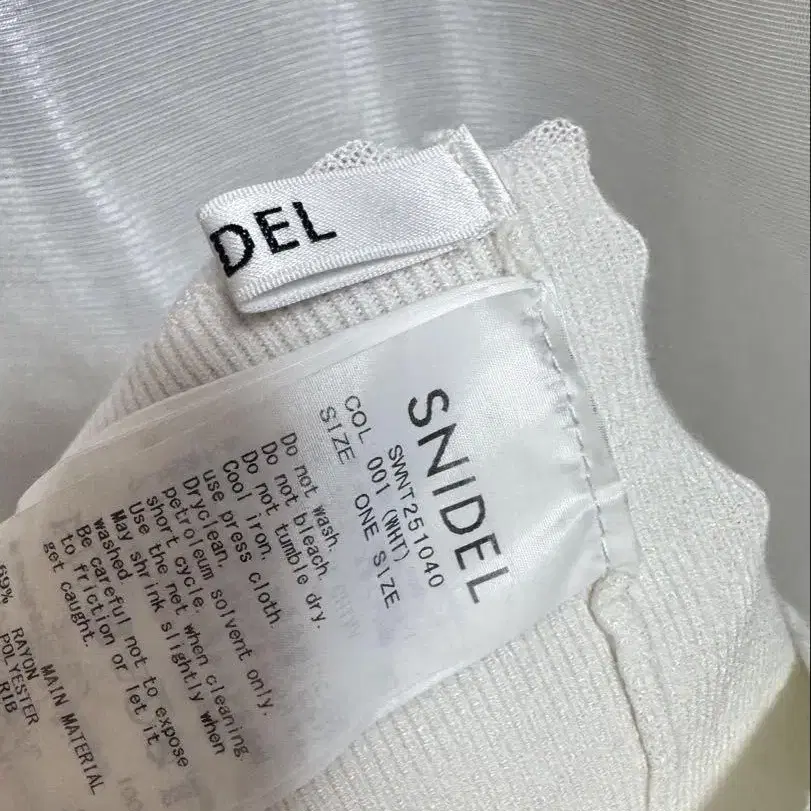 DEL
SNIDEL
SWNT251040
COL 001 (WHT)
SIZE ONE SIZE
Do not wash.
Do not bleach.
Do not tumble dry.
Cool iron,
use press cloth.
Dryclean,
petroleum solvent only,
short cycle.
Use the net when cleaning.
May shrink slightly when
washed
Be careful not to expose
to friction or let it
get caught.
MAIN MATERIAL
69% RAYON
POLYESTER
RIB